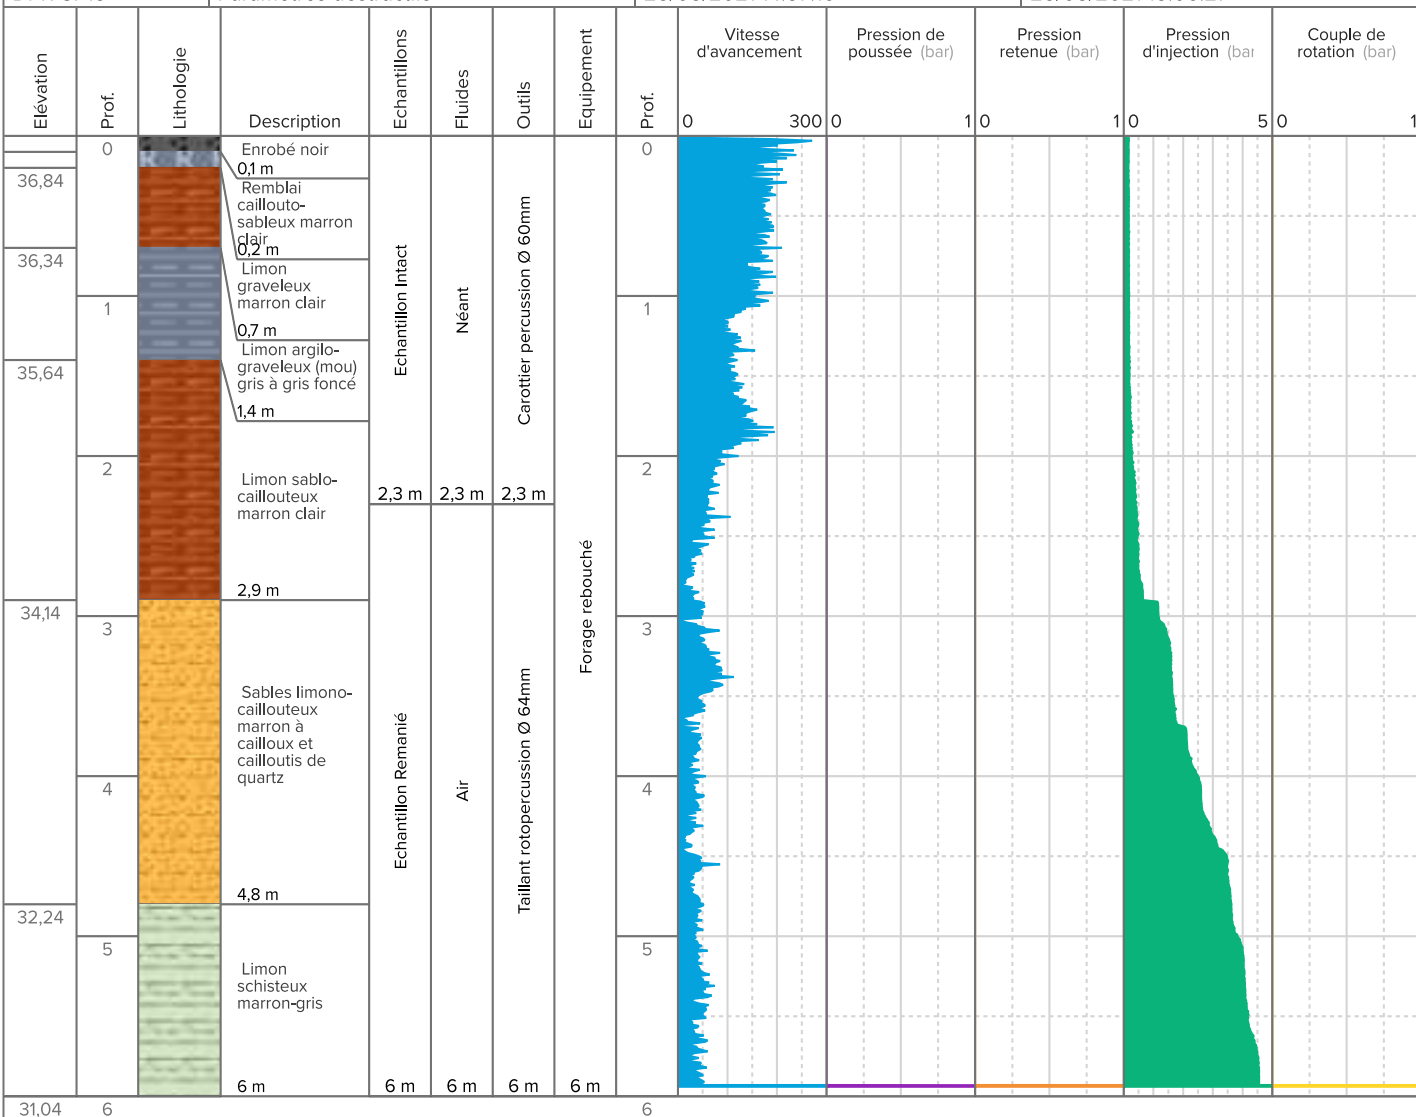 Elévation
Prof.
Lithologie
Description
Echantillons
Fluides
Outils
Equipement
Prof.
Vitesse
d'avancement
0 300
Pression de
poussée (bar)
0 1
Pression
retenue (bar)
0 1
Pression
d'injection (bar
0 5
Couple de
rotation (bar)
0 1
36,84
36,34
35,64
34,14
32,24
31,04
0
1
2
3
4
5
6
Enrobé noir
0,1 m
Remblai
caillouto-
sableux marron
clair
0,2 m
Limon
graveleux
marron clair
0,7 m
Limon argilo-
graveleux (mou)
gris à gris foncé
1,4 m
Limon sablo-
caillouteux
marron clair
2,9 m
Sables limono-
caillouteux
marron à
cailloux et
cailloutis de
quartz
4,8 m
Limon
schisteux
marron-gris
6 m
Echantillon Intact
2,3 m
Echantillon Remanié
6 m
Néant
2,3 m
Air
6 m
Carottier percussion Ø 60mm
2,3 m
Taillant rotopercussion Ø 64mm
6 m
Forage rebouché
6 m
0
1
2
3
4
5
6